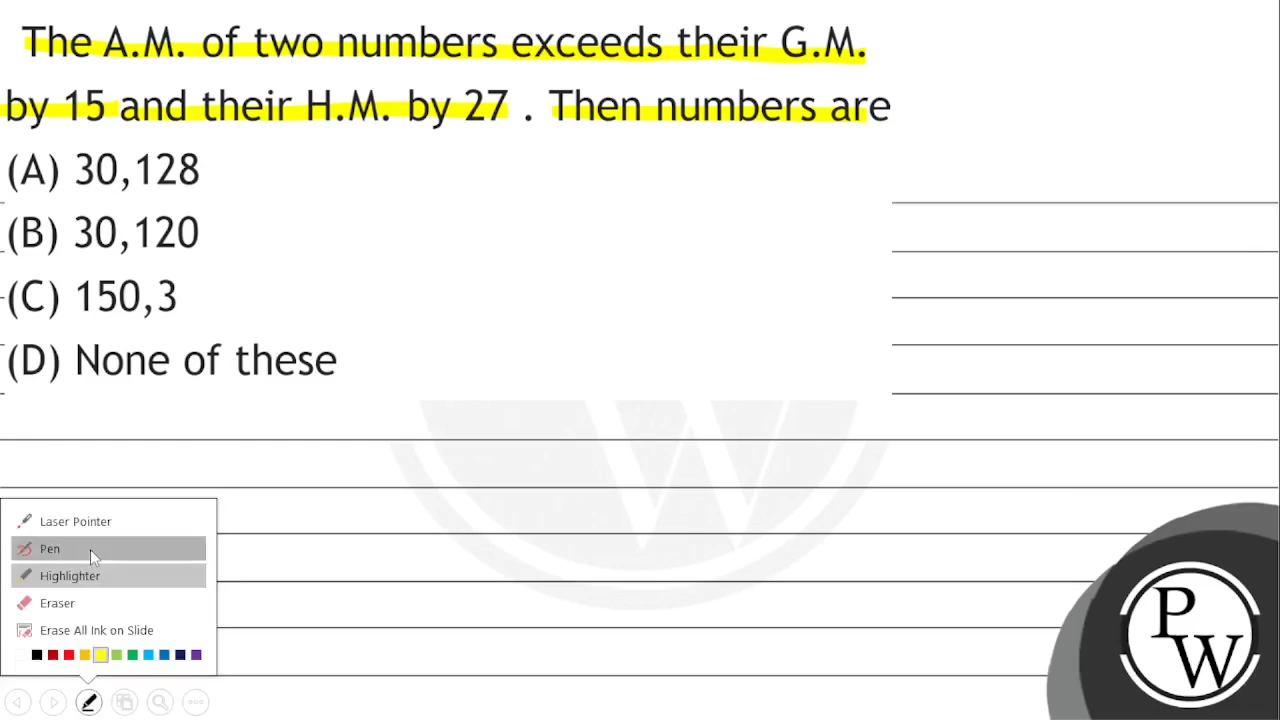 The A.M. of two numbers exceeds their G.M.
by 15 and their H.M. by 27 . Then numbers are
(A) 30,128
(B) 30,120
(C) 150,3
(D) None of these
Laser Pointer
Pen
Highlighter
Eraser
Erase All Ink on Slide
P
W